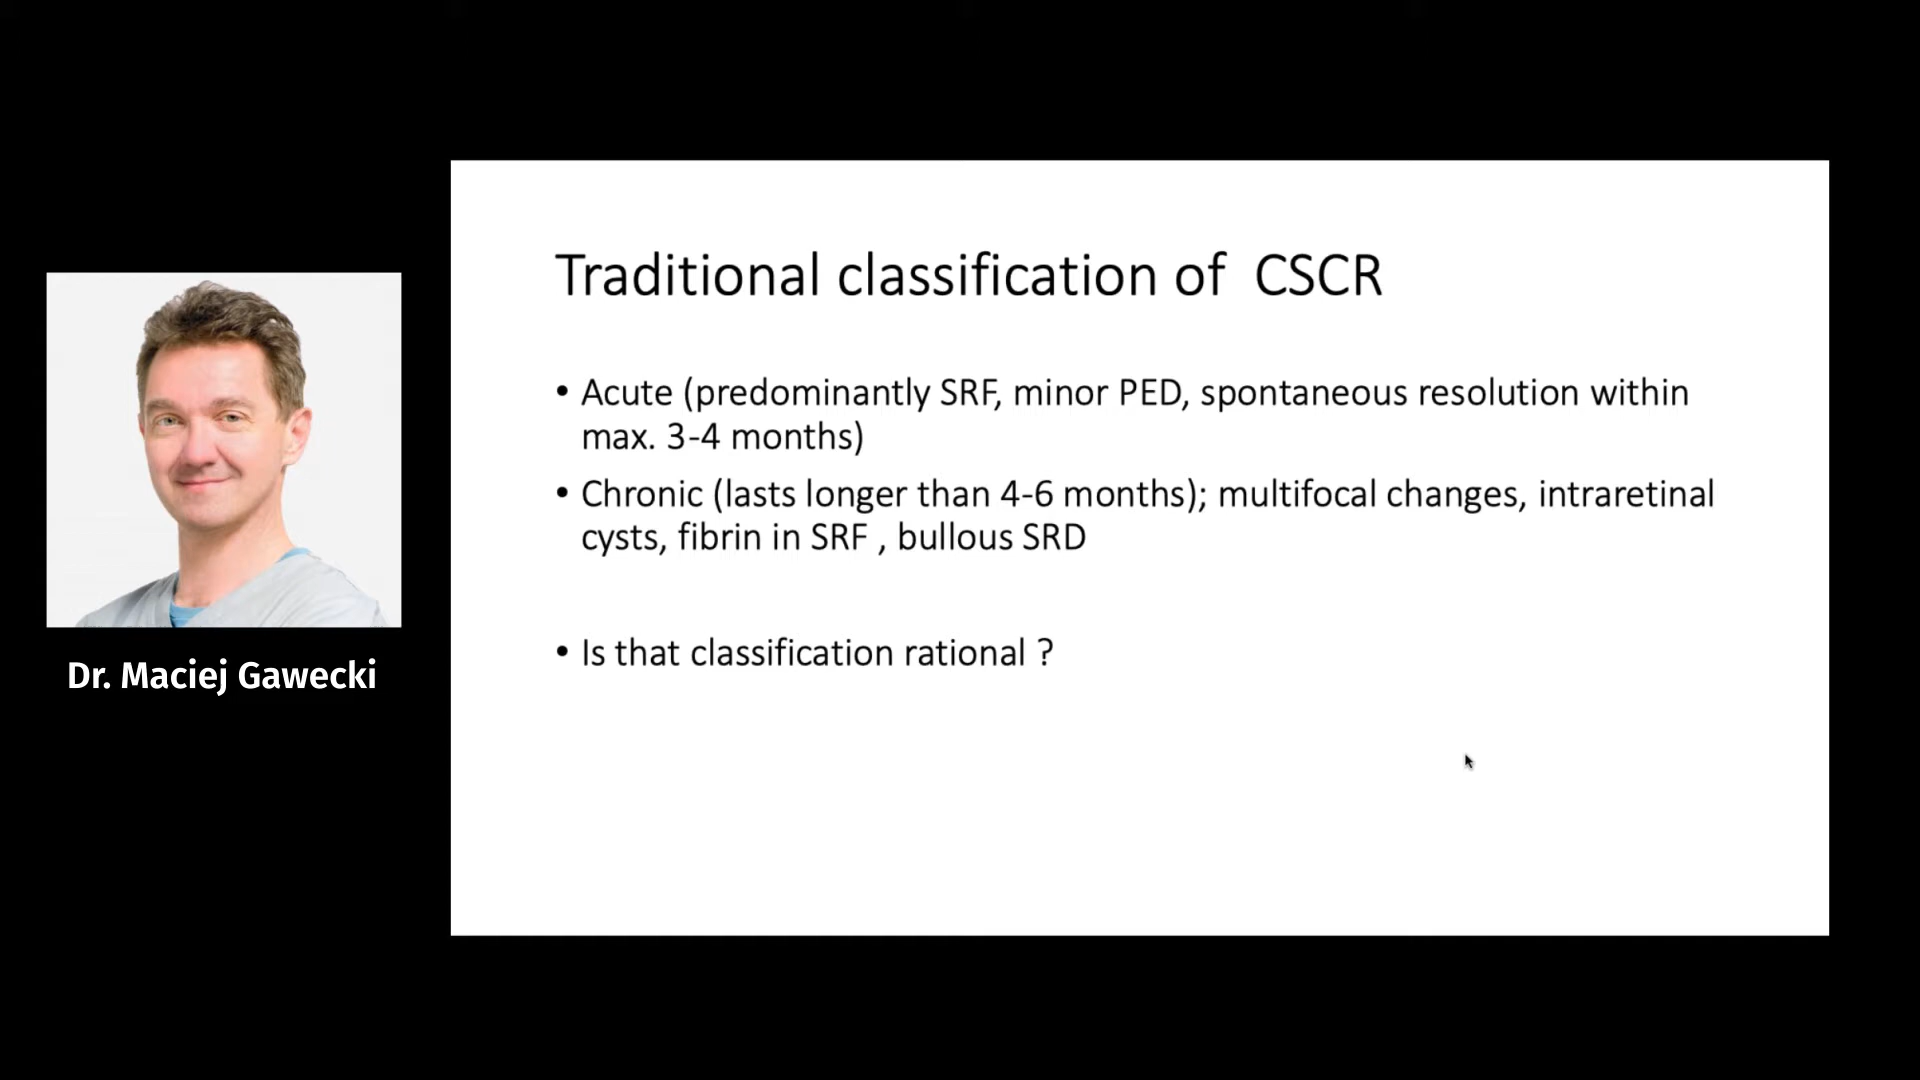 Traditional classification of CSCR
• Acute (predominantly SRF, minor PED, spontaneous resolution within
max. 3-4 months)
• Chronic (lasts longer than 4-6 months); multifocal changes, intraretinal
cysts, fibrin in SRF , bullous SRD
• Is that classification rational ?
Dr. Maciej Gawecki